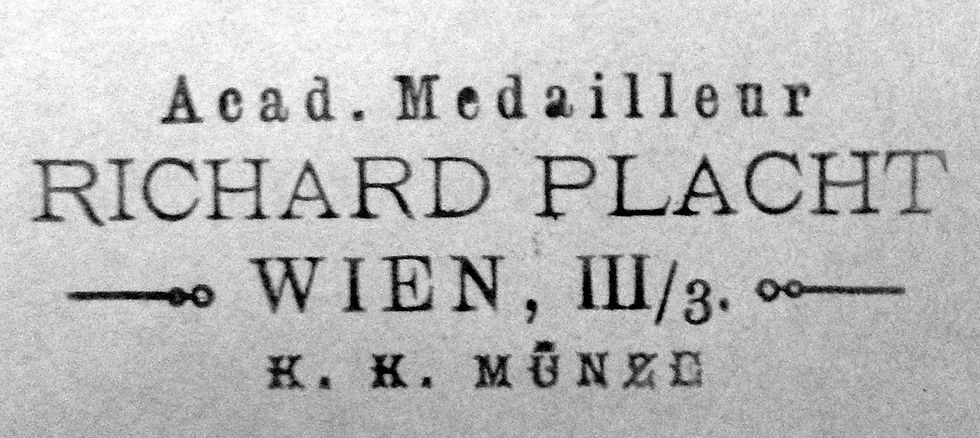 Acad. Medailleur
RICHARD PLACHT
WIEN, III/3.
K. K. MÜNZE